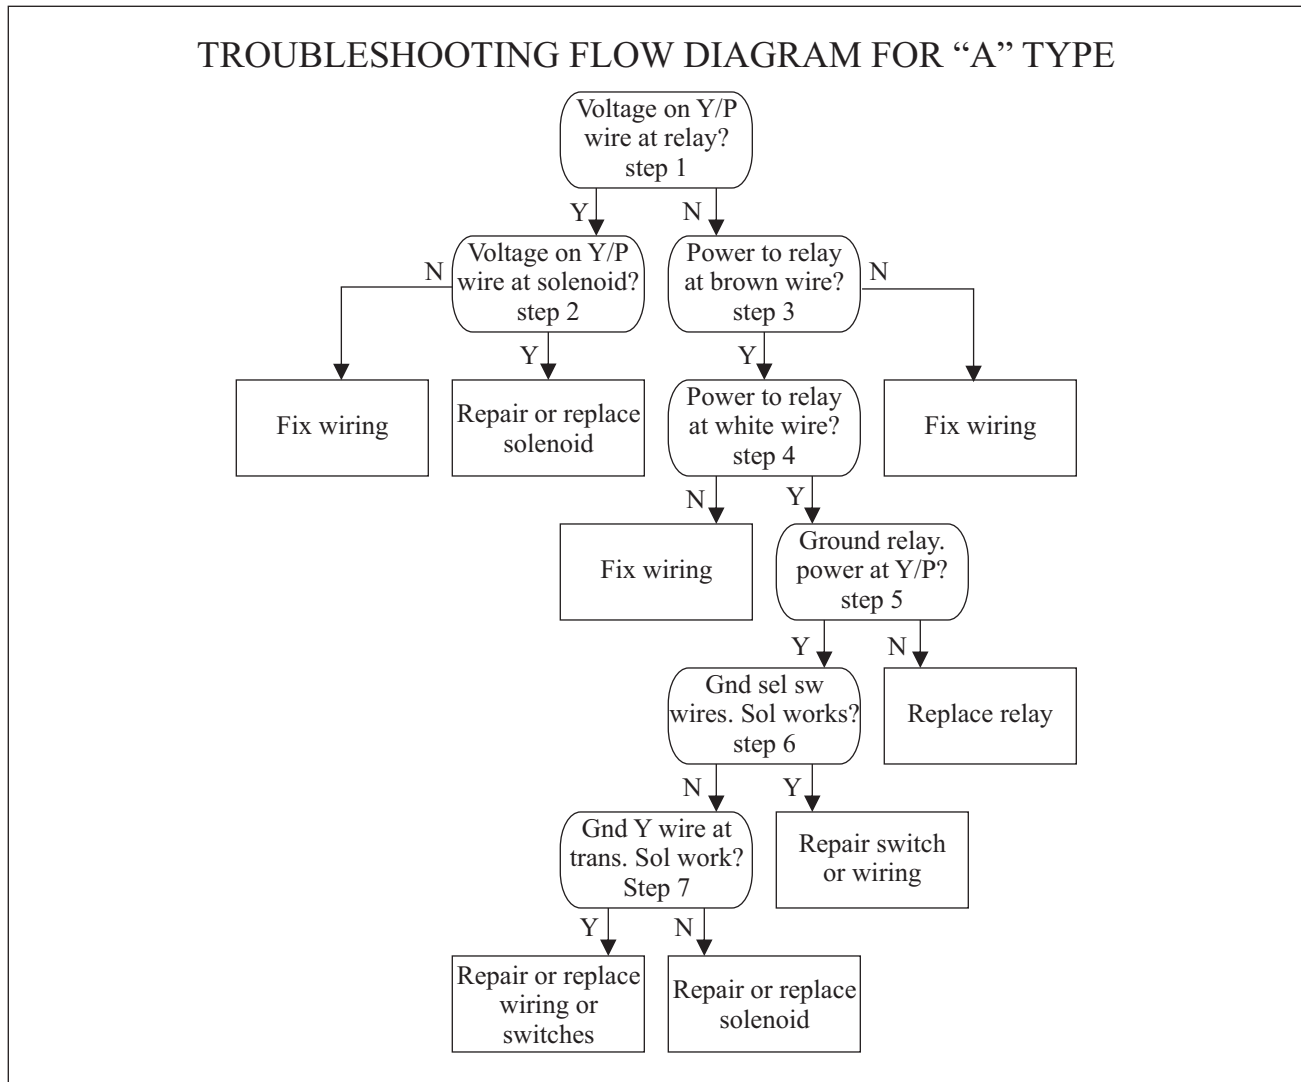 TROUBLESHOOTING FLOW DIAGRAM FOR “A” TYPE
Voltage on Y/P
wire at relay?
step 1
Y
N
Voltage on Y/P
wire at solenoid?
step 2
N
Y
Power to relay
at brown wire?
step 3
N
Y
Fix wiring
Repair or replace
solenoid
Power to relay
at white wire?
step 4
Fix wiring
N
Y
Fix wiring
Ground relay.
power at Y/P?
step 5
Y
N
Gnd sel sw
wires. Sol works?
step 6
Replace relay
N
Y
Gnd Y wire at
trans. Sol work?
Step 7
Repair switch
or wiring
Y
N
Repair or replace
wiring or
switches
Repair or replace
solenoid